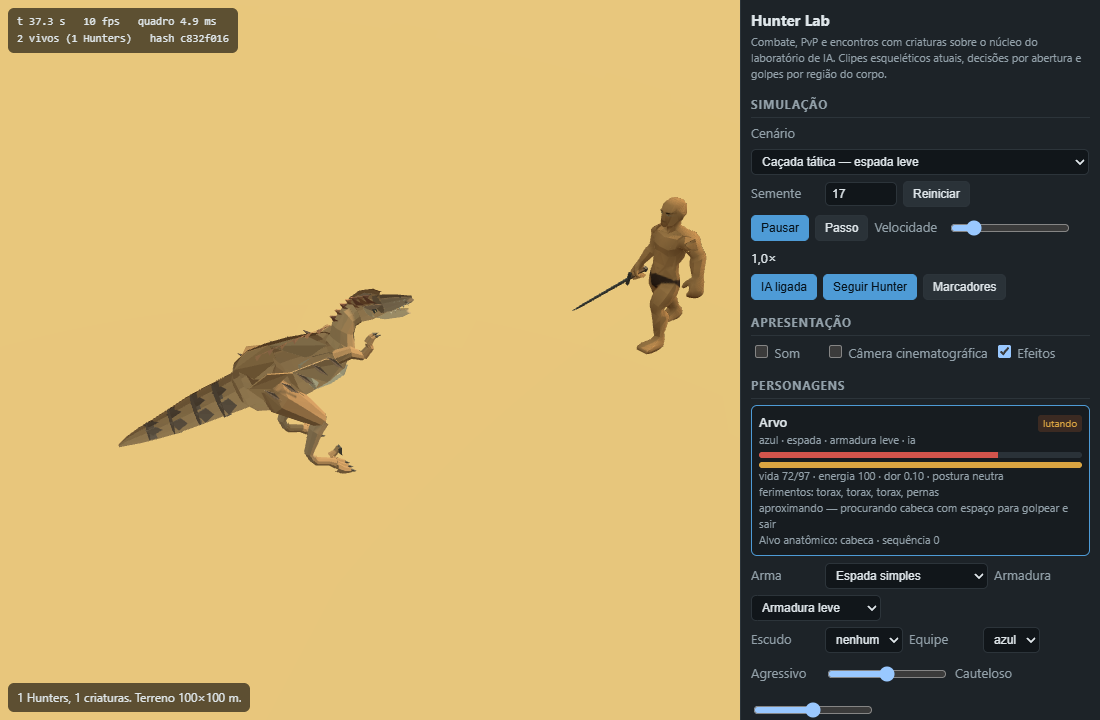 t 37.3 s 10 fps quadro 4.9 ms
2 vivos (1 Hunters) hash c832f016
1 Hunters, 1 criaturas. Terreno 100×100 m.
Hunter Lab
Combate, PvP e encontros com criaturas sobre o núcleo do
laboratório de IA. Clipes esqueléticos atuais, decisões por abertura e
golpes por região do corpo.
SIMULAÇÃO
Cenário
Caçada tática — espada leve
Semente 17 Reiniciar
Pausar Passo Velocidade
1,0×
IA ligada Seguir Hunter Marcadores
APRESENTAÇÃO
Som Câmera cinematográfica Efeitos
PERSONAGENS
Arvo lutando
azul · espada · armadura leve · ia
vida 72/97 · energia 100 · dor 0.10 · postura neutra
ferimentos: torax, torax, torax, pernas
aproximando — procurando cabeca com espaço para golpear e
sair
Alvo anatômico: cabeca · sequência 0
Arma Espada simples Armadura
Armadura leve
Escudo nenhum Equipe azul
Agressivo Cauteloso